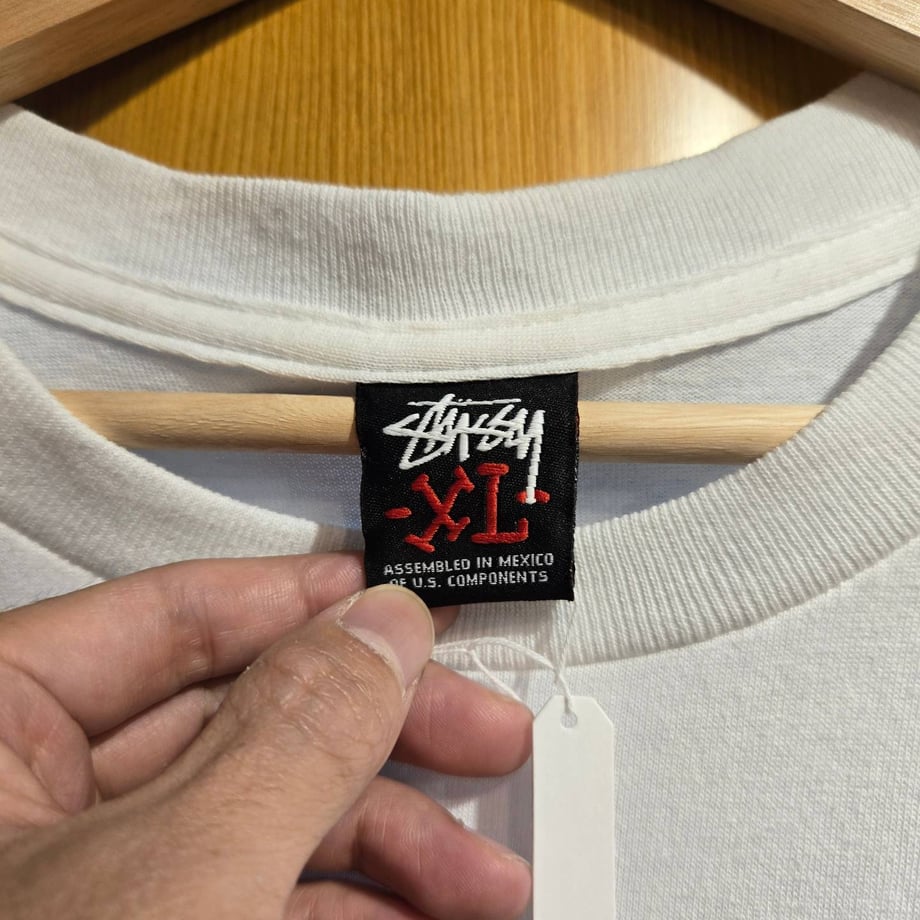 STÜSSY
-XL-
ASSEMBLED IN MEXICO
OF U.S. COMPONENTS